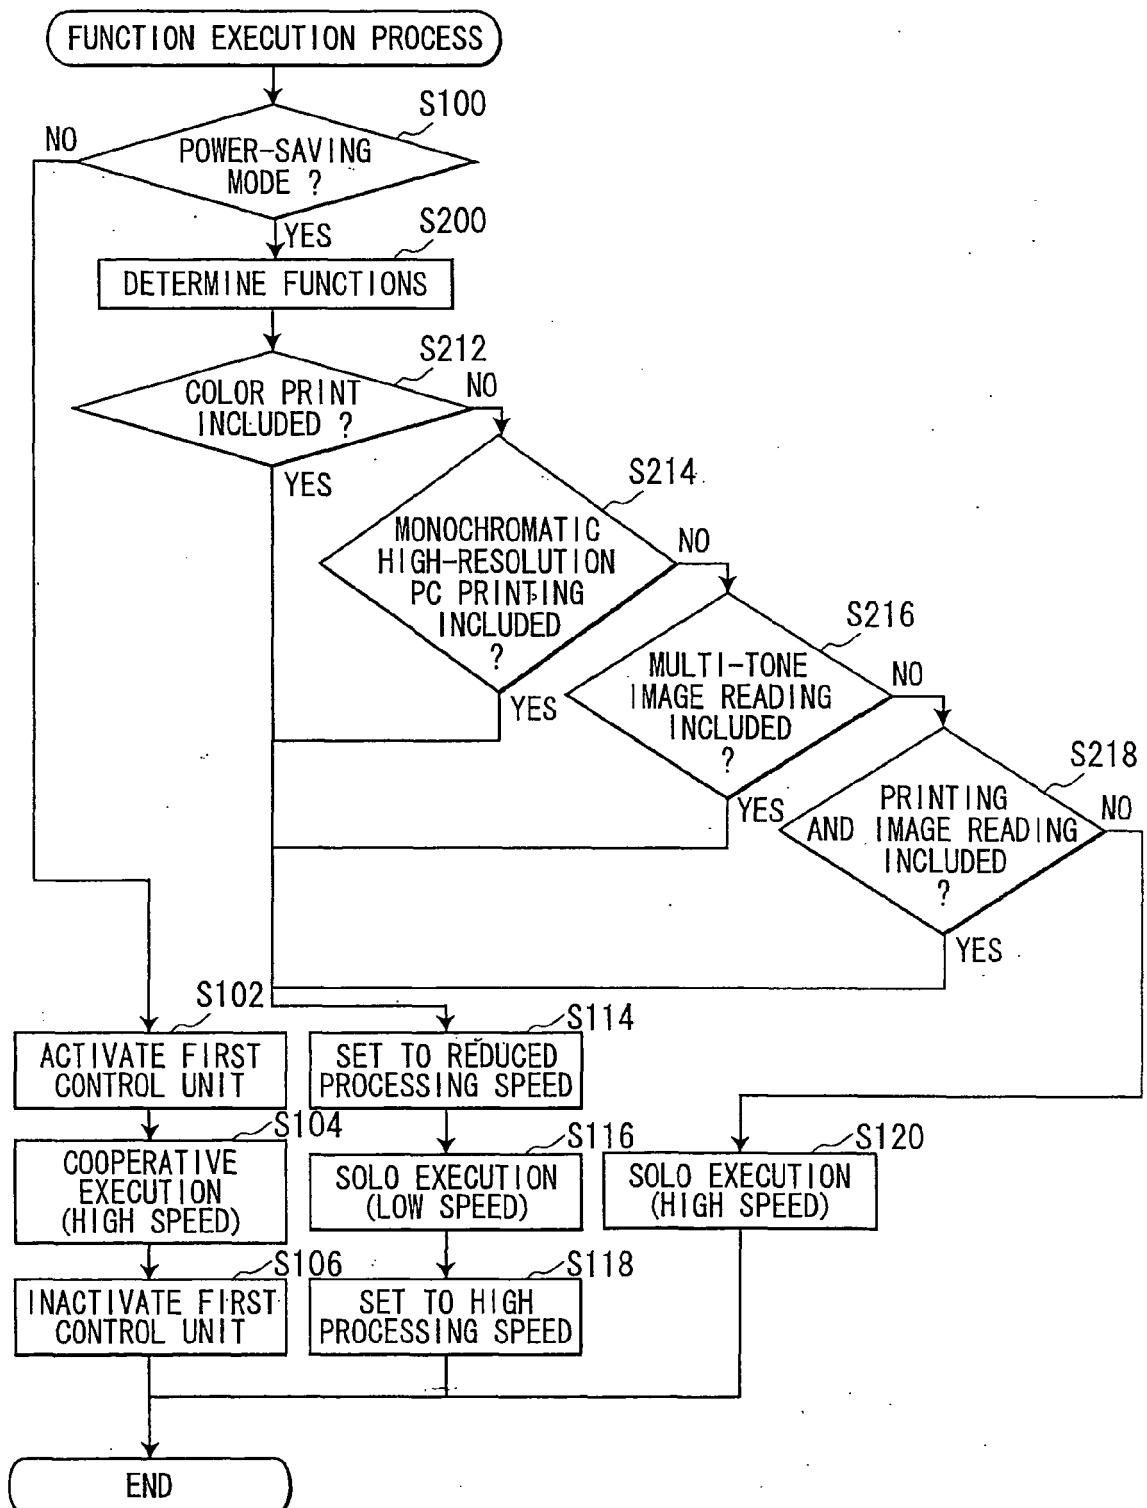 FUNCTION EXECUTION PROCESS
S100
NO
POWER-SAVING
MODE ?
YES
S200
DETERMINE FUNCTIONS
S212
NO
COLOR PRINT
INCLUDED ?
YES
S214
NO
MONOCHROMATIC
HIGH-RESOLUTION
PC PRINTING
INCLUDED
?
YES
S216
NO
MULTI-TONE
IMAGE READING
INCLUDED
?
YES
S218
NO
PRINTING
AND IMAGE READING
INCLUDED
?
YES
S102
ACTIVATE FIRST
CONTROL UNIT
S104
COOPERATIVE
EXECUTION
(HIGH SPEED)
S106
INACTIVATE FIRST
CONTROL UNIT
S114
SET TO REDUCED
PROCESSING SPEED
S116
SOLO EXECUTION
(LOW SPEED)
S118
SET TO HIGH
PROCESSING SPEED
S120
SOLO EXECUTION
(HIGH SPEED)
END